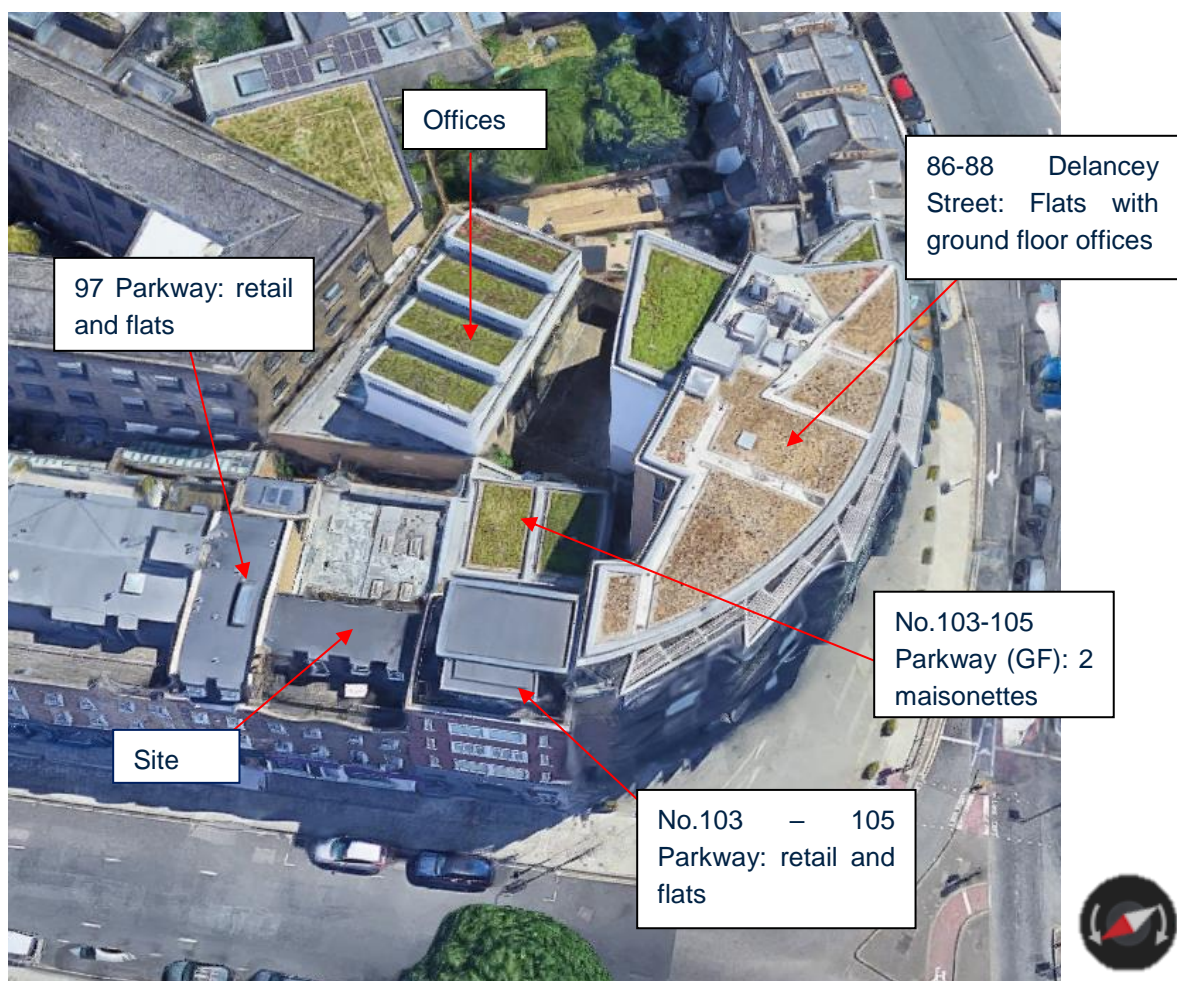 Offices
86-88 Delancey
Street: Flats with
ground floor offices
97 Parkway: retail
and flats
No.103-105
Parkway (GF): 2
maisonettes
Site
No.103 – 105
Parkway: retail and
flats